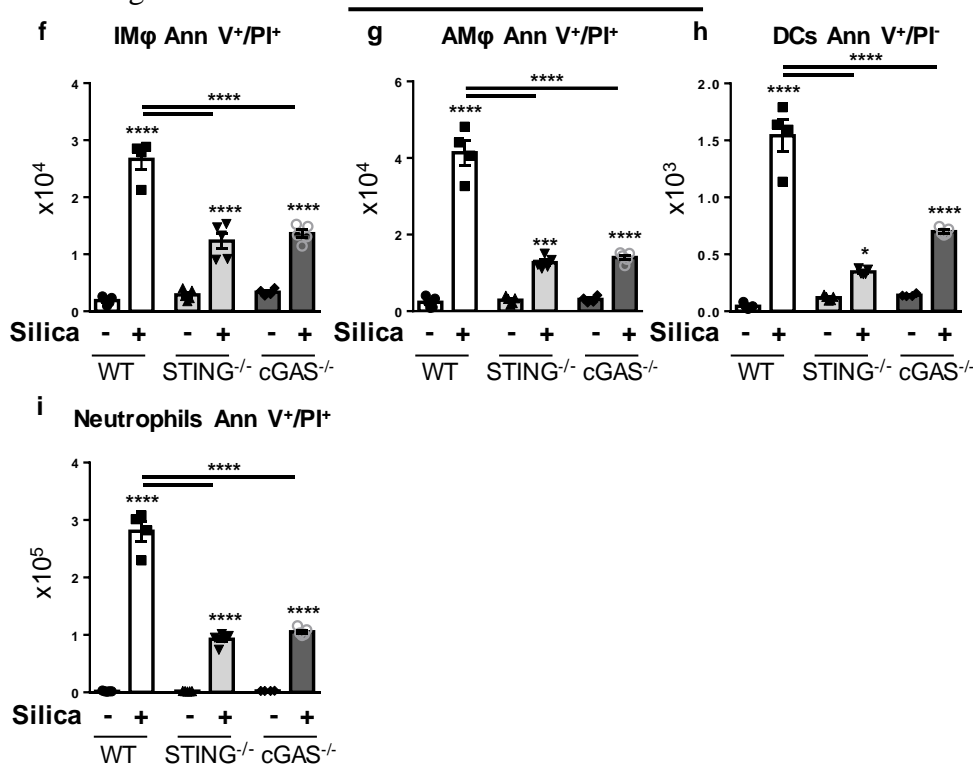 f IMφ Ann V⁺/PI⁺
4
3
2
1
0
x10⁴
****
****
****
****
Silica - + - + - +
WT STING⁻/⁻ cGAS⁻/⁻
g AMφ Ann V⁺/PI⁺
6
4
2
0
x10⁴
****
****
***
****
- + - + - +
WT STING⁻/⁻ cGAS⁻/⁻
h DCs Ann V⁺/PI⁻
2.0
1.5
1.0
0.5
0.0
x10³
****
****
*
****
Silica - + - + - +
WT STING⁻/⁻ cGAS⁻/⁻
i Neutrophils Ann V⁺/PI⁺
4
3
2
1
0
x10⁵
****
****
****
****
Silica - + - + - +
WT STING⁻/⁻ cGAS⁻/⁻